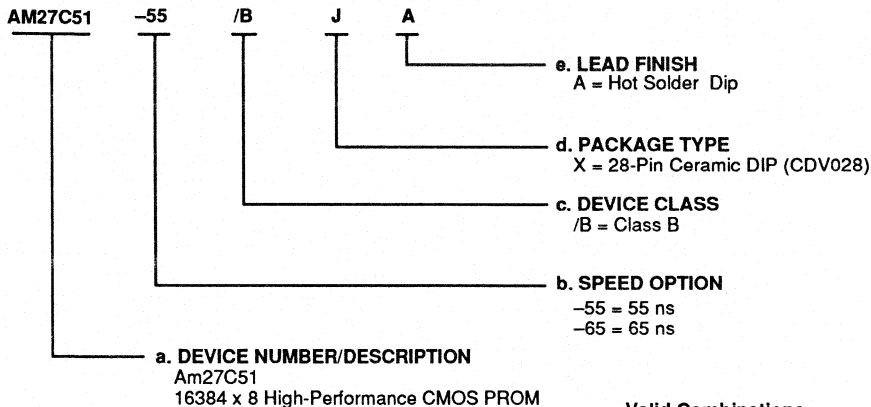 AM27C51 –55 /B J A
e. LEAD FINISH
A = Hot Solder Dip
d. PACKAGE TYPE
X = 28-Pin Ceramic DIP (CDV028)
c. DEVICE CLASS
/B = Class B
b. SPEED OPTION
–55 = 55 ns
–65 = 65 ns
a. DEVICE NUMBER/DESCRIPTION
Am27C51
16384 x 8 High-Performance CMOS PROM
Valid Combinations